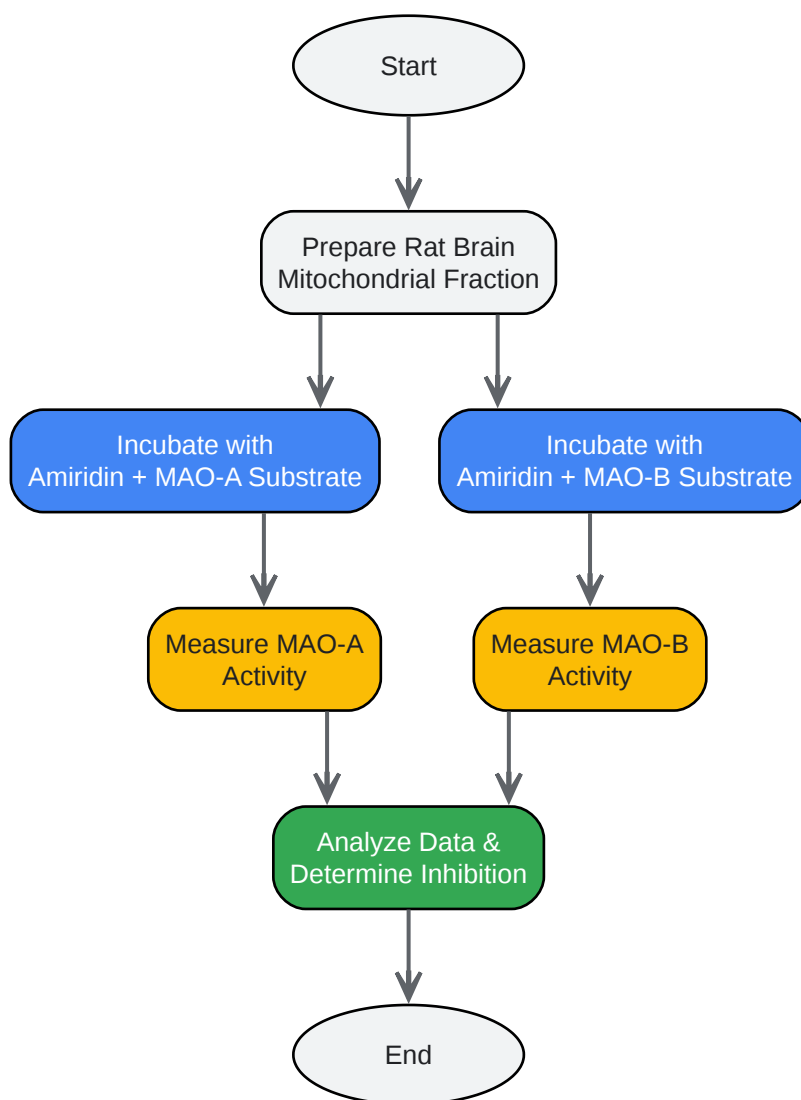 Start
Prepare Rat Brain
Mitochondrial Fraction
Incubate with
Amiridin + MAO-A Substrate
Incubate with
Amiridin + MAO-B Substrate
Measure MAO-A
Activity
Measure MAO-B
Activity
Analyze Data &
Determine Inhibition
End